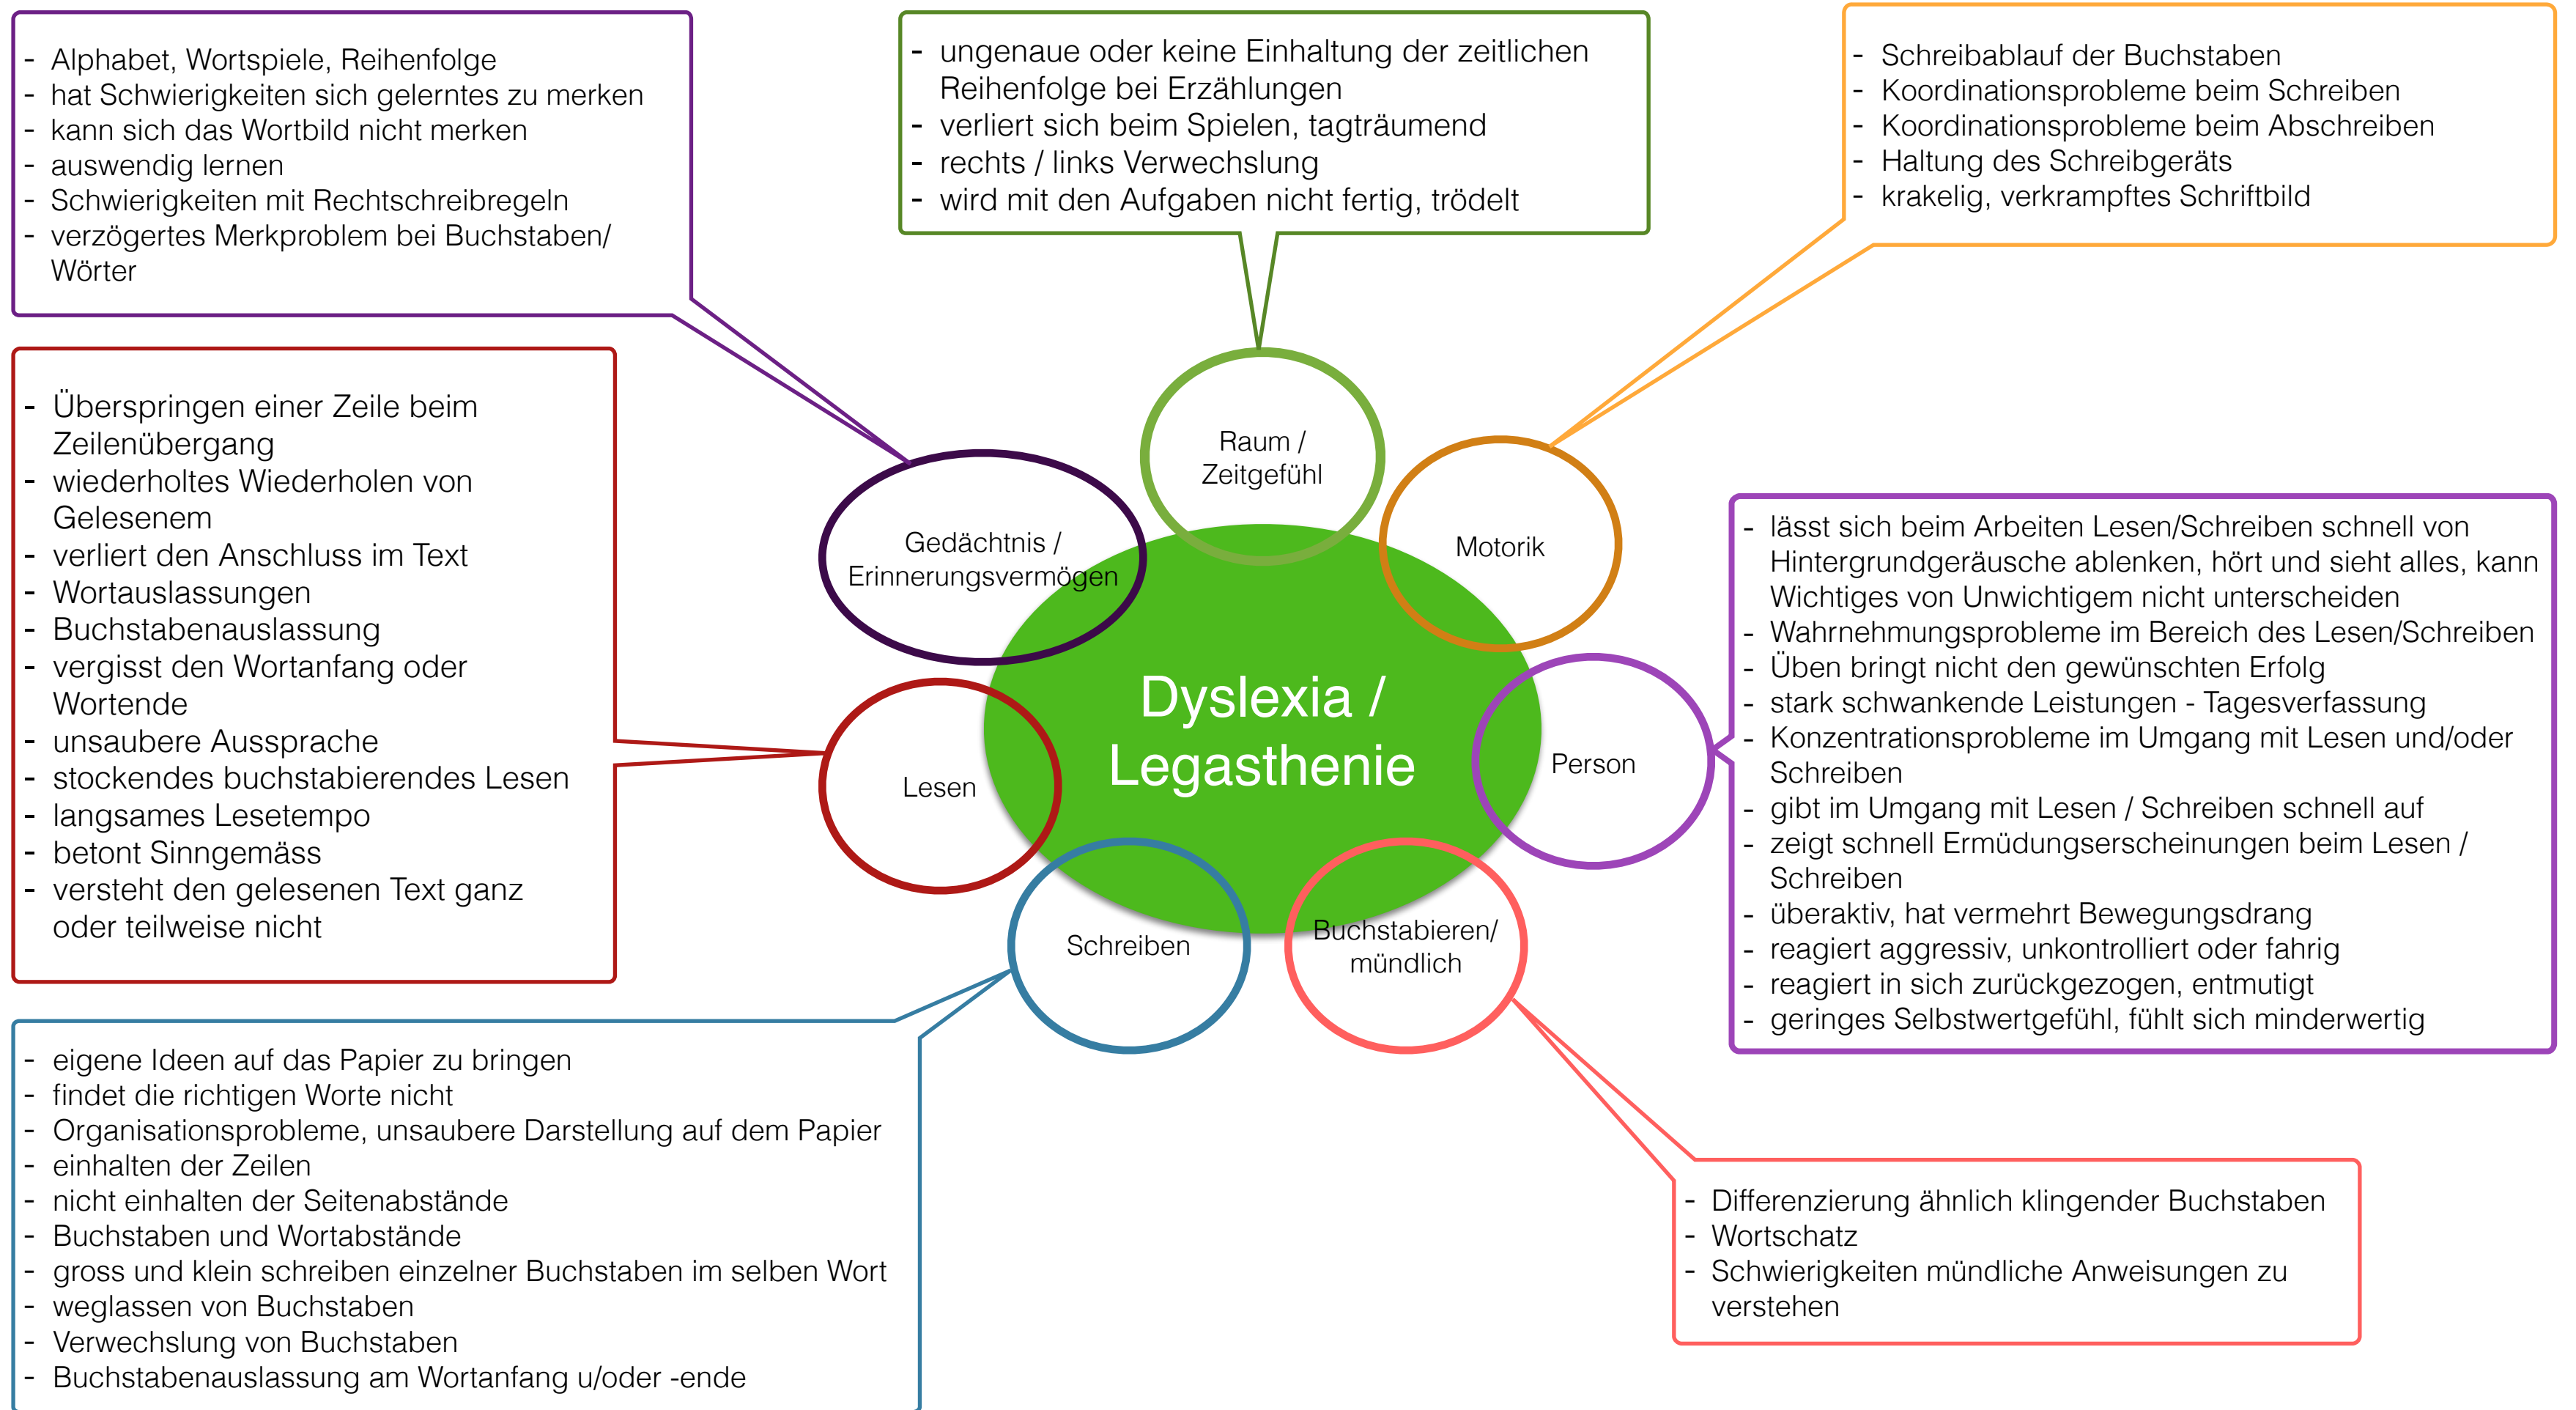 - Alphabet, Wortspiele, Reihenfolge
- hat Schwierigkeiten sich gelerntes zu merken
- kann sich das Wortbild nicht merken
- auswendig lernen
- Schwierigkeiten mit Rechtschreibregeln
- verzögertes Merkproblem bei Buchstaben/
Wörter
- ungenaue oder keine Einhaltung der zeitlichen
Reihenfolge bei Erzählungen
- verliert sich beim Spielen, tagträumend
- rechts / links Verwechslung
- wird mit den Aufgaben nicht fertig, trödelt
- Schreibablauf der Buchstaben
- Koordinationsprobleme beim Schreiben
- Koordinationsprobleme beim Abschreiben
- Haltung des Schreibgeräts
- krakelig, verkrampftes Schriftbild
- Überspringen einer Zeile beim
Zeilenübergang
- wiederholtes Wiederholen von
Gelesenem
- verliert den Anschluss im Text
- Wortauslassungen
- Buchstabenauslassung
- vergisst den Wortanfang oder
Wortende
- unsaubere Aussprache
- stockendes buchstabierendes Lesen
- langsames Lesetempo
- betont Sinngemäss
- versteht den gelesenen Text ganz
oder teilweise nicht
Raum /
Zeitgefühl
Gedächtnis /
Erinnerungsvermögen
Motorik
Dyslexia /
Legasthenie
Lesen
Person
Schreiben
Buchstabieren/
mündlich
- lässt sich beim Arbeiten Lesen/Schreiben schnell von
Hintergrundgeräusche ablenken, hört und sieht alles, kann
Wichtiges von Unwichtigem nicht unterscheiden
- Wahrnehmungsprobleme im Bereich des Lesen/Schreiben
- Üben bringt nicht den gewünschten Erfolg
- stark schwankende Leistungen - Tagesverfassung
- Konzentrationsprobleme im Umgang mit Lesen und/oder
Schreiben
- gibt im Umgang mit Lesen / Schreiben schnell auf
- zeigt schnell Ermüdungserscheinungen beim Lesen /
Schreiben
- überaktiv, hat vermehrt Bewegungsdrang
- reagiert aggressiv, unkontrolliert oder fahrig
- reagiert in sich zurückgezogen, entmutigt
- geringes Selbstwertgefühl, fühlt sich minderwertig
- eigene Ideen auf das Papier zu bringen
- findet die richtigen Worte nicht
- Organisationsprobleme, unsaubere Darstellung auf dem Papier
- einhalten der Zeilen
- nicht einhalten der Seitenabstände
- Buchstaben und Wortabstände
- gross und klein schreiben einzelner Buchstaben im selben Wort
- weglassen von Buchstaben
- Verwechslung von Buchstaben
- Buchstabenauslassung am Wortanfang u/oder -ende
- Differenzierung ähnlich klingender Buchstaben
- Wortschatz
- Schwierigkeiten mündliche Anweisungen zu
verstehen